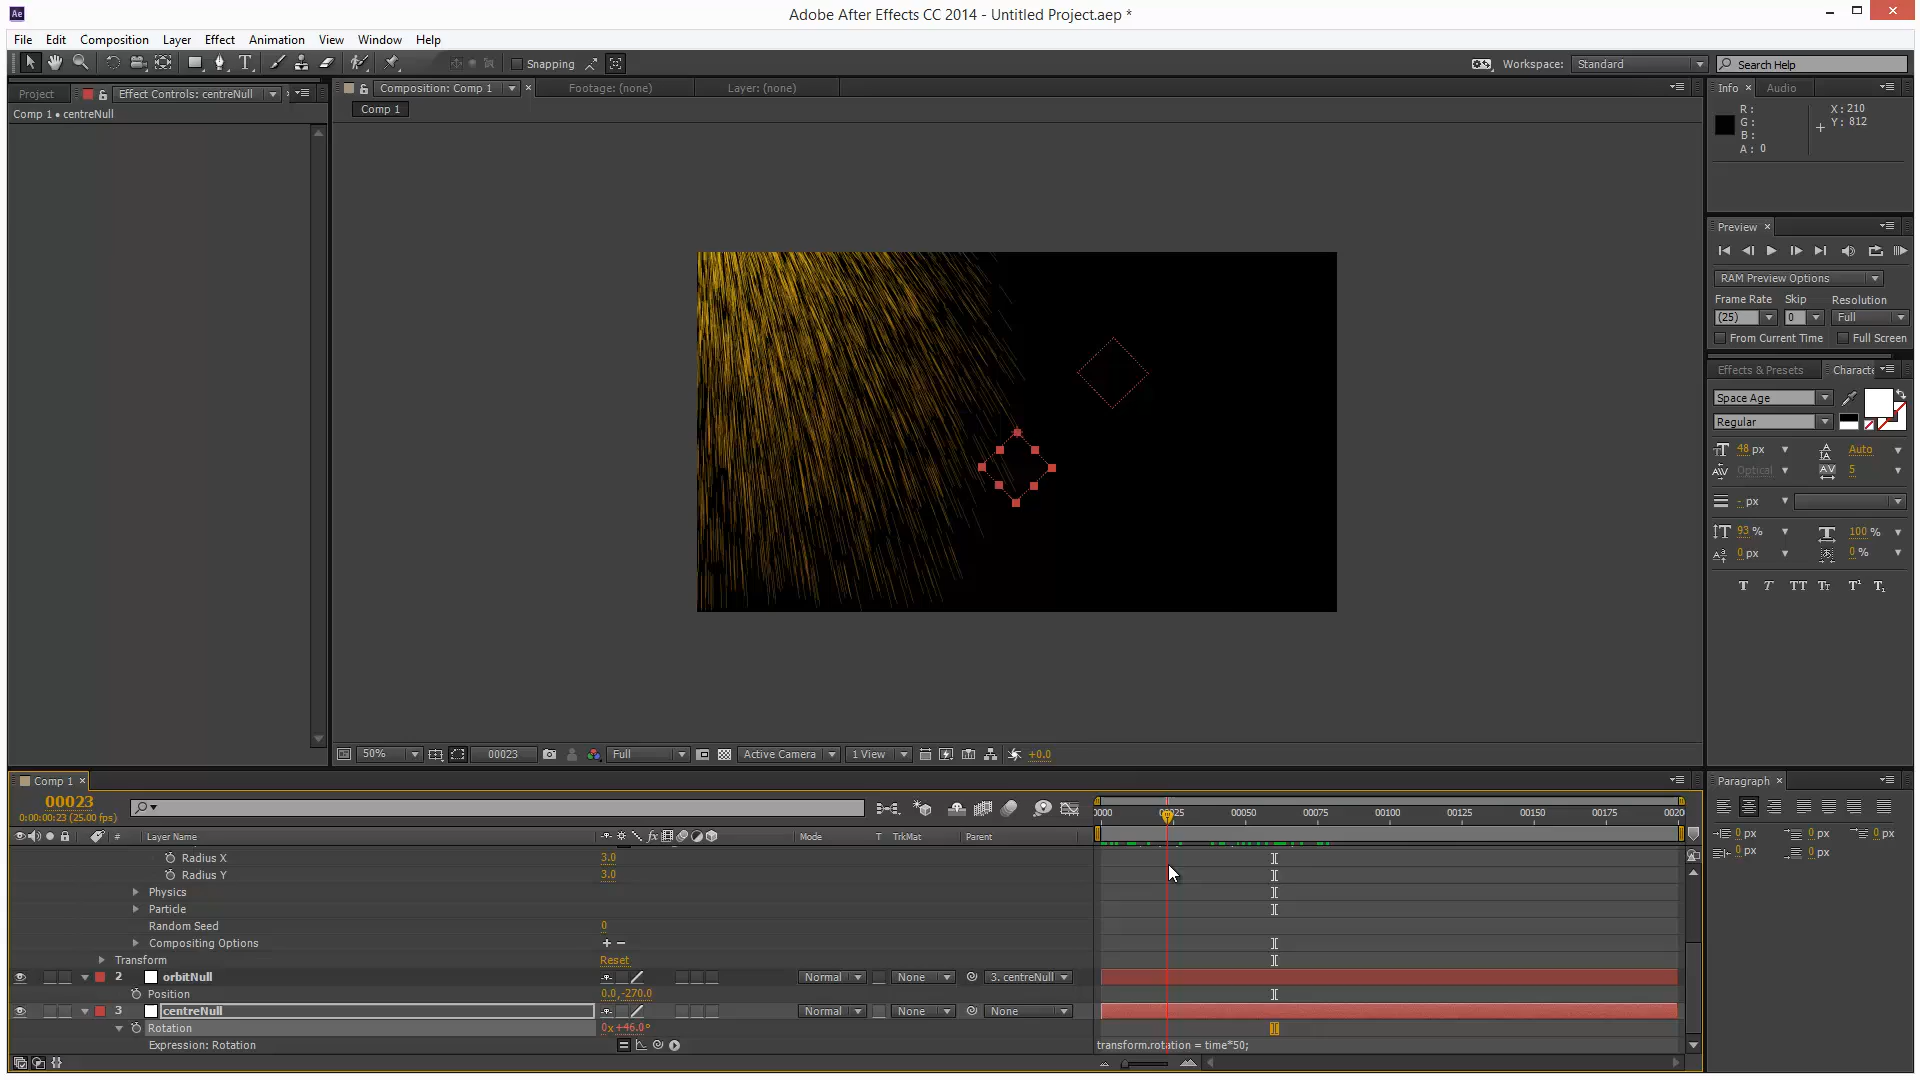 Ae
Adobe After Effects CC 2014 - Untitled Project.aep *
File Edit Composition Layer Effect Animation View Window Help
Snapping
Workspace: Standard
Search Help
Project Effect Controls: centreNull
Comp 1 • centreNull
Composition: Comp 1 Footage: (none) Layer: (none)
Comp 1
Info Audio
R: X: 210
G: Y: 812
B:
A: 0
Preview
RAM Preview Options
Frame Rate Skip Resolution
(25) 0 Full
From Current Time Full Screen
Effects & Presets Characte
Space Age
Regular
48 px Auto
Optical 5
- px
93 % 100 %
0 px 0 %
T T TT Tt T¹ T₁
50% 00023 Full Active Camera 1 View +0.0
Comp 1
00023
0:00:00:23 (25.00 fps)
# Layer Name Mode T TrkMat Parent
0000 00025 00050 00075 00100 00125 00150 00175 0020
Radius X 3.0
Radius Y 3.0
Physics
Particle
Random Seed 0
Compositing Options + −
Transform Reset
2 orbitNull Normal None 3. centreNull
Position 0.0,-270.0
3 centreNull Normal None None
Rotation 0x+46.0°
Expression: Rotation transform.rotation = time*50;
Paragraph
0 px 0 px 0 px
0 px 0 px